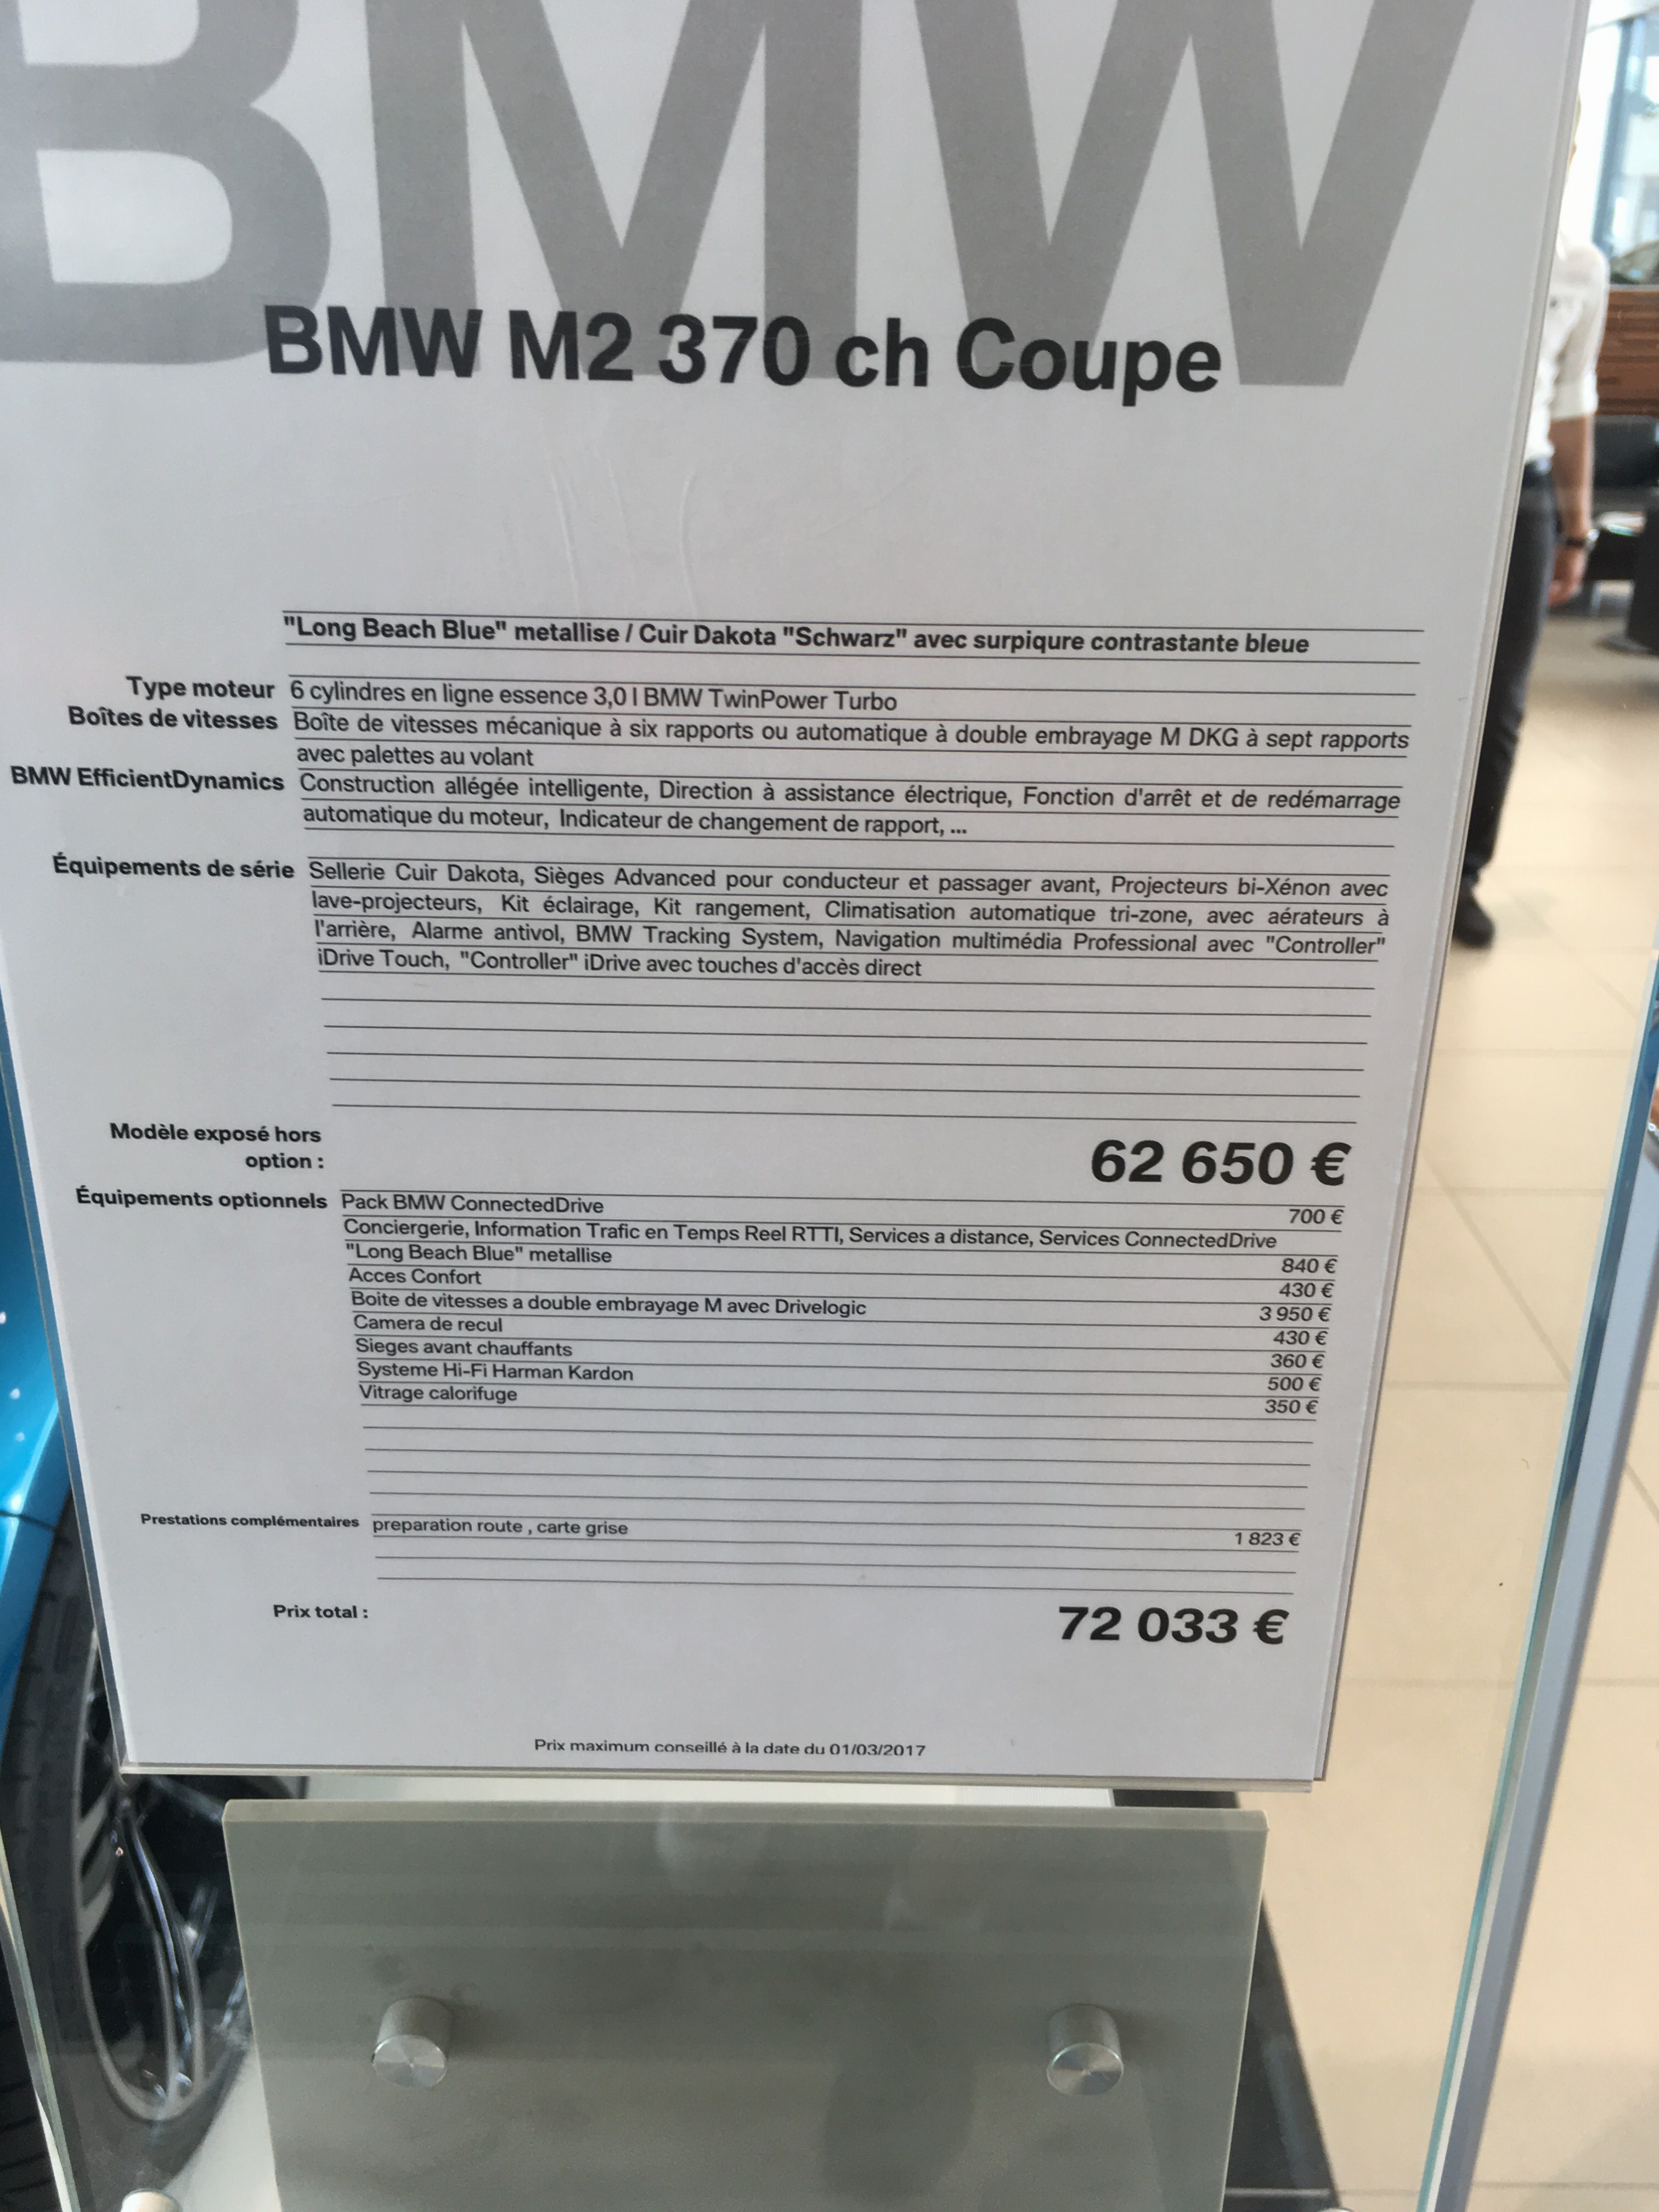 BMW
BMW M2 370 ch Coupe
"Long Beach Blue" metallise / Cuir Dakota "Schwarz" avec surpiqure contrastante bleue
Type moteur 6 cylindres en ligne essence 3,0 l BMW TwinPower Turbo
Boîtes de vitesses Boîte de vitesses mécanique à six rapports ou automatique à double embrayage M DKG à sept rapports
avec palettes au volant
BMW EfficientDynamics Construction allégée intelligente, Direction à assistance électrique, Fonction d'arrêt et de redémarrage
automatique du moteur, Indicateur de changement de rapport, ...
Équipements de série Sellerie Cuir Dakota, Sièges Advanced pour conducteur et passager avant, Projecteurs bi-Xénon avec
lave-projecteurs, Kit éclairage, Kit rangement, Climatisation automatique tri-zone, avec aérateurs à
l'arrière, Alarme antivol, BMW Tracking System, Navigation multimédia Professional avec "Controller"
iDrive Touch, "Controller" iDrive avec touches d'accès direct
Modèle exposé hors
option : 62 650 €
Équipements optionnels Pack BMW ConnectedDrive 700 €
Conciergerie, Information Trafic en Temps Reel RTTI, Services a distance, Services ConnectedDrive
"Long Beach Blue" metallise 840 €
Acces Confort 430 €
Boite de vitesses a double embrayage M avec Drivelogic 3 950 €
Camera de recul 430 €
Sieges avant chauffants 360 €
Systeme Hi-Fi Harman Kardon 500 €
Vitrage calorifuge 350 €
Prestations complémentaires preparation route , carte grise 1 823 €
Prix total : 72 033 €
Prix maximum conseillé à la date du 01/03/2017